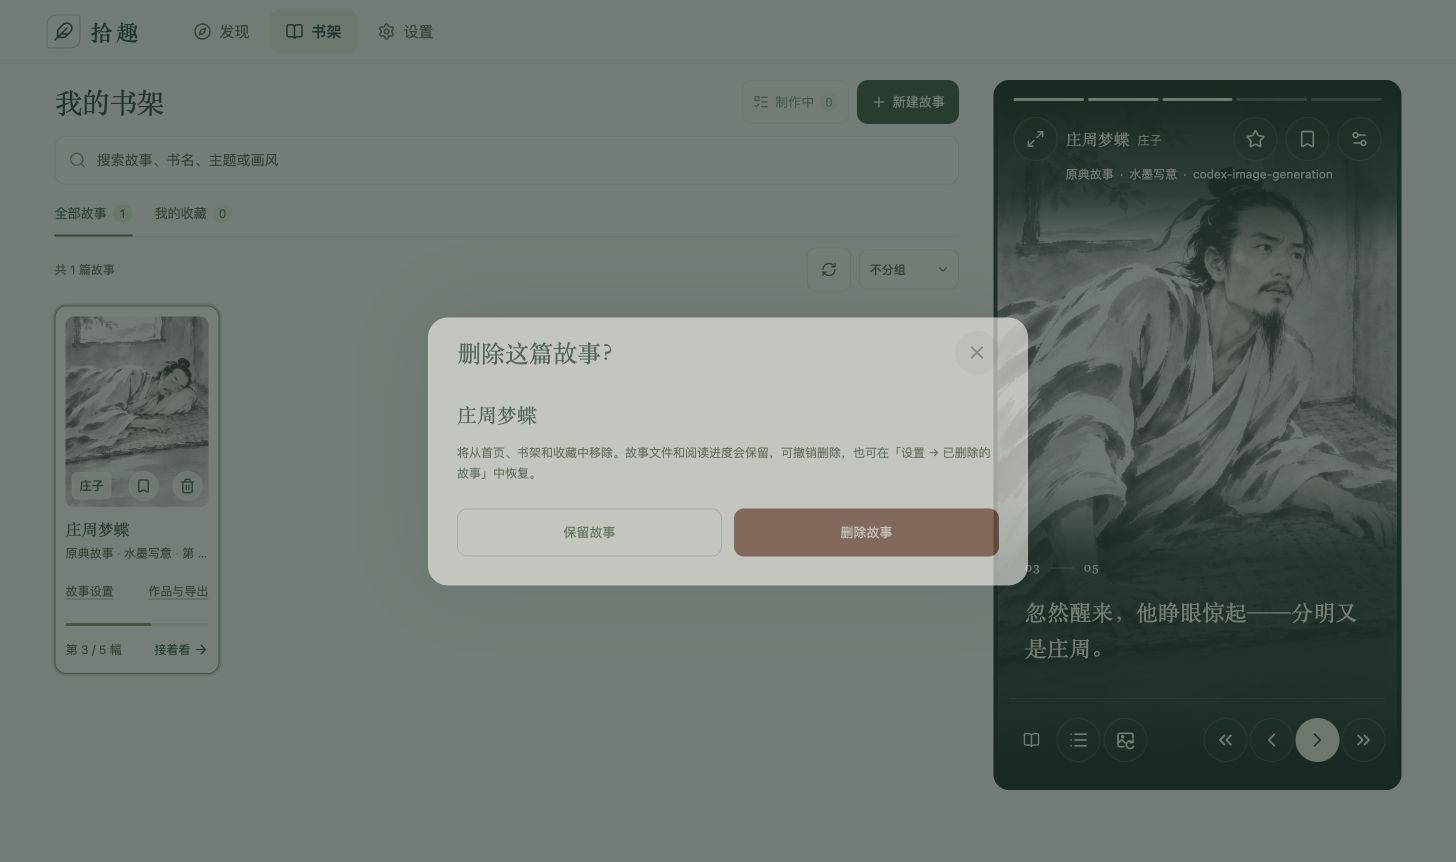 拾趣
发现
书架
设置
我的书架
制作中 0
新建故事
搜索故事、书名、主题或画风
全部故事 1
我的收藏 0
共 1 篇故事
不分组
庄子
庄周梦蝶
原典故事 · 水墨写意 · 第 ...
故事设置
作品与导出
第 3 / 5 幅
接着看
删除这篇故事?
庄周梦蝶
将从首页、书架和收藏中移除。故事文件和阅读进度会保留，可撤销删除，也可在「设置 → 已删除的
故事」中恢复。
保留故事
删除故事
庄周梦蝶 庄子
原典故事 · 水墨写意 · codex-image-generation
03 —— 05
忽然醒来，他睁眼惊起——分明又
是庄周。